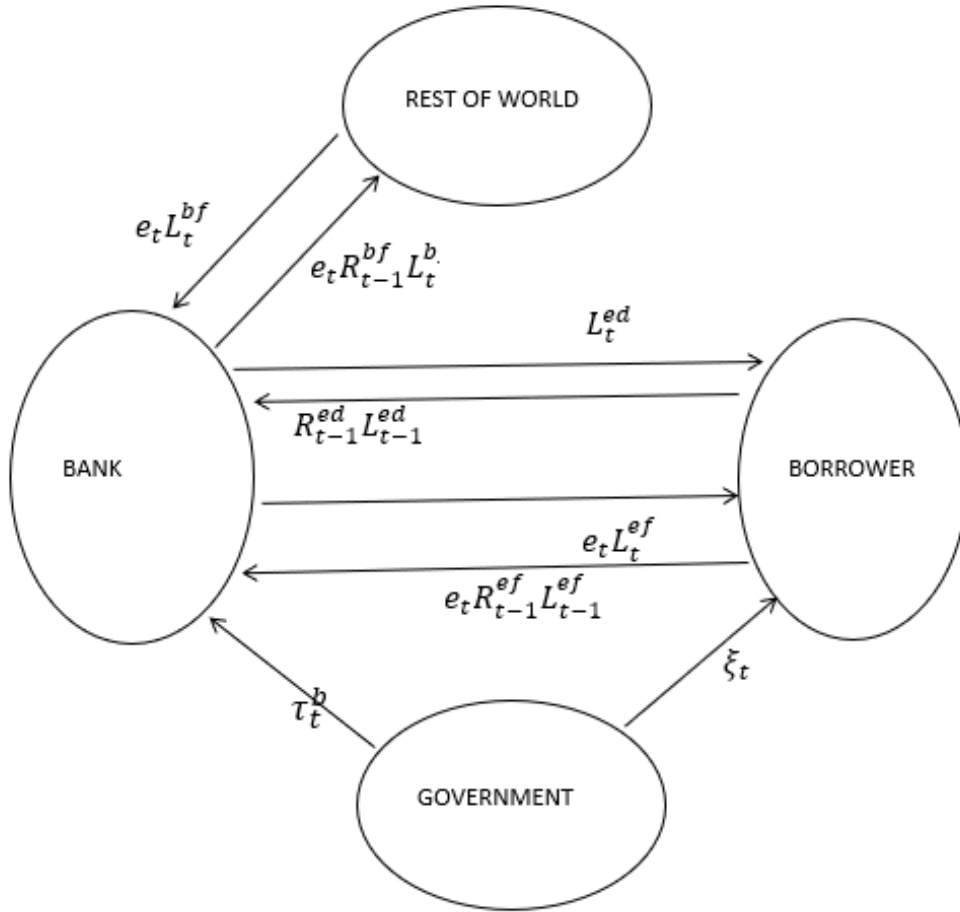 REST OF WORLD
e_t L_t^{bf}
e_t R_{t-1}^{bf} L_t^{b.}
L_t^{ed}
R_{t-1}^{ed} L_{t-1}^{ed}
BANK
BORROWER
e_t L_t^{ef}
e_t R_{t-1}^{ef} L_{t-1}^{ef}
ξ_t
τ_t^b
GOVERNMENT